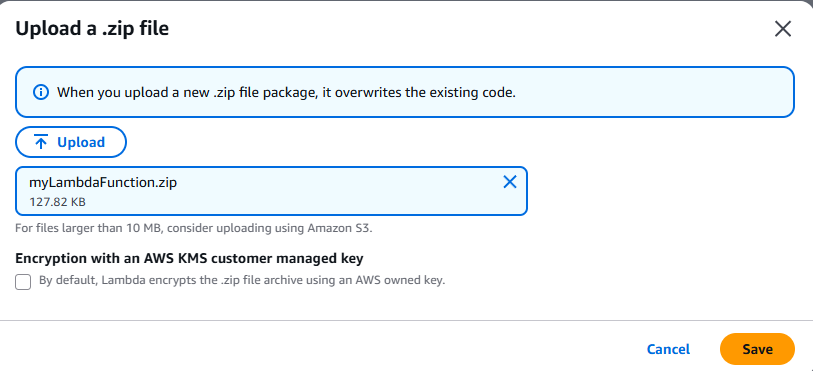 Upload a .zip file
When you upload a new .zip file package, it overwrites the existing code.
Upload
myLambdaFunction.zip
127.82 KB
For files larger than 10 MB, consider uploading using Amazon S3.
Encryption with an AWS KMS customer managed key
By default, Lambda encrypts the .zip file archive using an AWS owned key.
Cancel
Save